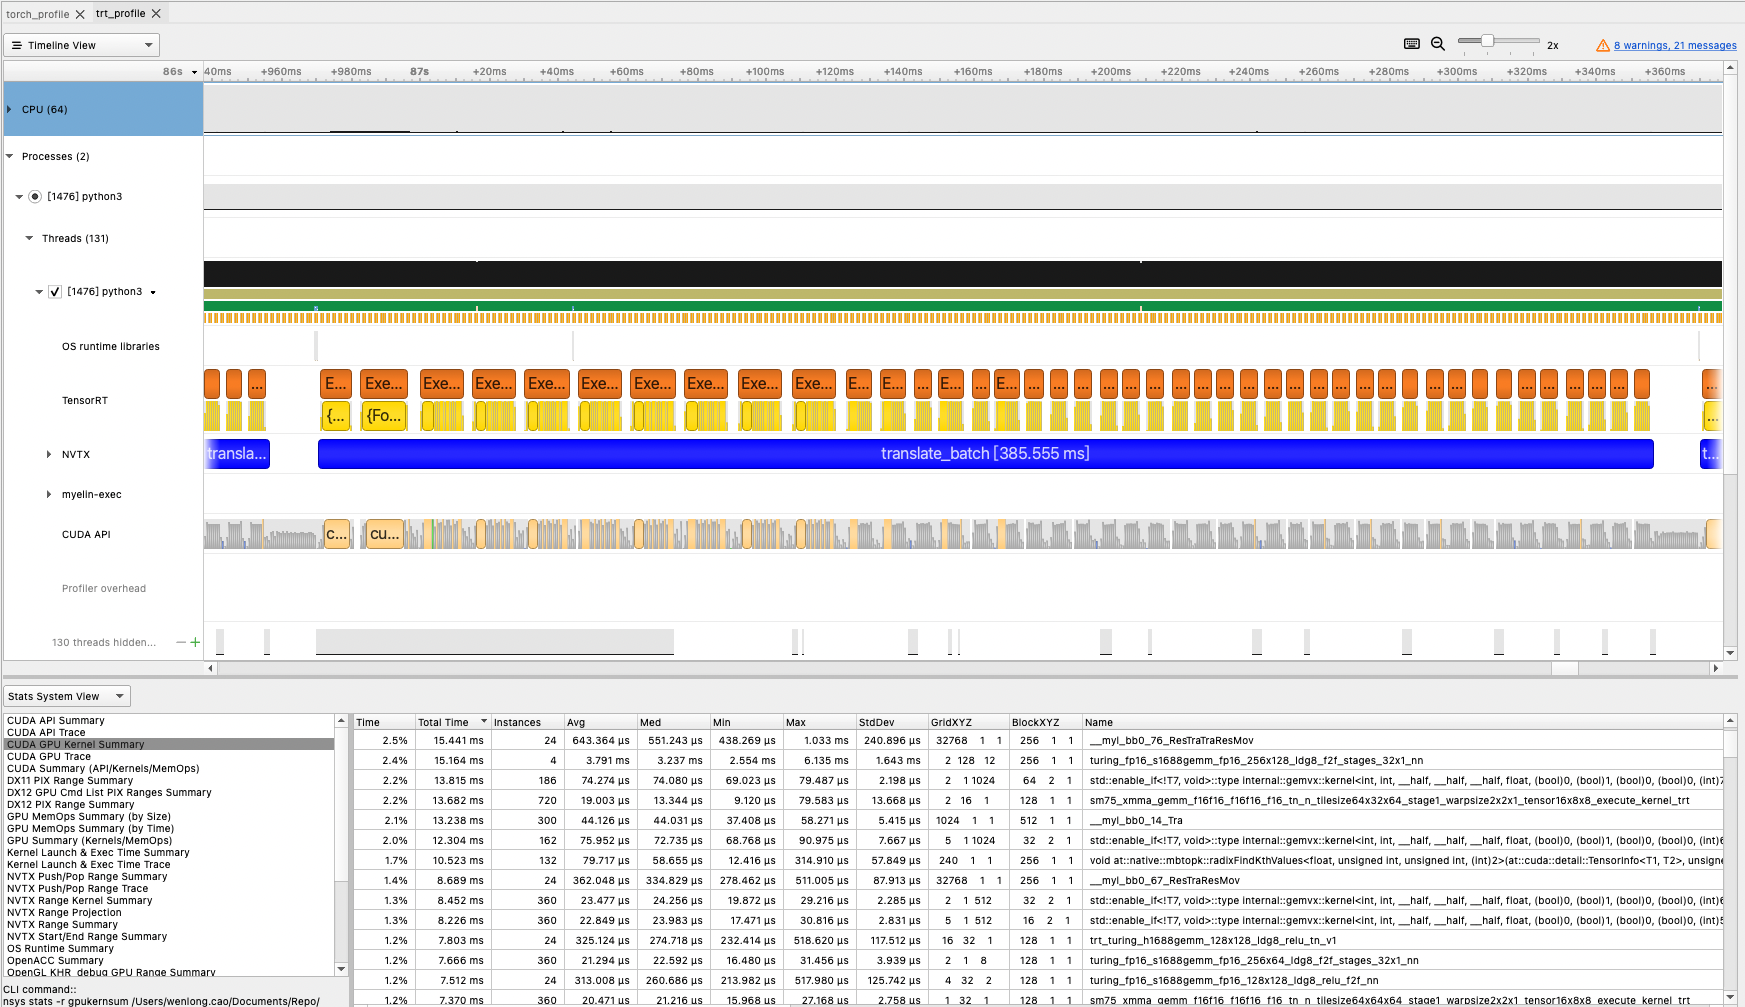 torch_profile trt_profile
Timeline View
2x
8 warnings, 21 messages
86s 40ms +960ms +980ms 87s +20ms +40ms +60ms +80ms +100ms +120ms +140ms +160ms +180ms +200ms +220ms +240ms +260ms +280ms +300ms +320ms +340ms +360ms
CPU (64)
Processes (2)
[1476] python3
Threads (131)
[1476] python3
OS runtime libraries
TensorRT
... E... Exe... Exe... Exe... Exe... Exe... Exe... Exe... Exe... Exe... E... E... ... E... ... E... ... ... ... ... ... ... ... ... ... ... ... ... ... ... ... ... ... ... ... ... ... ...
{... {Fo... ...
NVTX
transla... translate_batch [385.555 ms] t...
myelin-exec
CUDA API
c... cu...
Profiler overhead
130 threads hidden... − +
Stats System View
CUDA API Summary
CUDA API Trace
CUDA GPU Kernel Summary
CUDA GPU Trace
CUDA Summary (API/Kernels/MemOps)
DX11 PIX Range Summary
DX12 GPU Cmd List PIX Ranges Summary
DX12 PIX Range Summary
GPU MemOps Summary (by Size)
GPU MemOps Summary (by Time)
GPU Summary (Kernels/MemOps)
Kernel Launch & Exec Time Summary
Kernel Launch & Exec Time Trace
NVTX Push/Pop Range Summary
NVTX Push/Pop Range Trace
NVTX Range Kernel Summary
NVTX Range Projection
NVTX Range Summary
NVTX Start/End Range Summary
OS Runtime Summary
OpenACC Summary
OpenGL KHR_debug GPU Range Summary
CLI command::
nsys stats -r gpukernsum /Users/wenlong.cao/Documents/Repo/
Time Total Time Instances Avg Med Min Max StdDev GridXYZ BlockXYZ Name
2.5% 15.441 ms 24 643.364 μs 551.243 μs 438.269 μs 1.033 ms 240.896 μs 32768 1 1 256 1 1 __myl_bb0_76_ResTraTraResMov
2.4% 15.164 ms 4 3.791 ms 3.237 ms 2.554 ms 6.135 ms 1.643 ms 2 128 12 256 1 1 turing_fp16_s1688gemm_fp16_256x128_ldg8_f2f_stages_32x1_nn
2.2% 13.815 ms 186 74.274 μs 74.080 μs 69.023 μs 79.487 μs 2.198 μs 2 1 1024 64 2 1 std::enable_if<!T7, void>::type internal::gemvx::kernel<int, int, __half, __half, __half, float, (bool)0, (bool)1, (bool)0, (bool)0, (int)7
2.2% 13.682 ms 720 19.003 μs 13.344 μs 9.120 μs 79.583 μs 13.668 μs 2 16 1 128 1 1 sm75_xmma_gemm_f16f16_f16f16_f16_tn_n_tilesize64x32x64_stage1_warpsize2x2x1_tensor16x8x8_execute_kernel_trt
2.1% 13.238 ms 300 44.126 μs 44.031 μs 37.408 μs 58.271 μs 5.415 μs 1024 1 1 512 1 1 __myl_bb0_14_Tra
2.0% 12.304 ms 162 75.952 μs 72.735 μs 68.768 μs 90.975 μs 7.667 μs 5 1 1024 32 2 1 std::enable_if<!T7, void>::type internal::gemvx::kernel<int, int, __half, __half, __half, float, (bool)0, (bool)1, (bool)0, (bool)0, (int)6
1.7% 10.523 ms 132 79.717 μs 58.655 μs 12.416 μs 314.910 μs 57.849 μs 240 1 1 256 1 1 void at::native::mbtopk::radixFindKthValues<float, unsigned int, unsigned int, (int)2>(at::cuda::detail::TensorInfo<T1, T2>, unsigne
1.4% 8.689 ms 24 362.048 μs 334.829 μs 278.462 μs 511.005 μs 87.913 μs 32768 1 1 256 1 1 __myl_bb0_67_ResTraResMov
1.3% 8.452 ms 360 23.477 μs 24.256 μs 19.872 μs 29.216 μs 2.285 μs 2 1 512 32 2 1 std::enable_if<!T7, void>::type internal::gemvx::kernel<int, int, __half, __half, __half, float, (bool)0, (bool)1, (bool)0, (bool)0, (int)6
1.3% 8.226 ms 360 22.849 μs 23.983 μs 17.471 μs 30.816 μs 2.831 μs 5 1 512 16 2 1 std::enable_if<!T7, void>::type internal::gemvx::kernel<int, int, __half, __half, __half, float, (bool)0, (bool)1, (bool)0, (bool)0, (int)5
1.2% 7.803 ms 24 325.124 μs 274.718 μs 232.414 μs 518.620 μs 117.512 μs 16 32 1 128 1 1 trt_turing_h1688gemm_128x128_ldg8_relu_tn_v1
1.2% 7.666 ms 360 21.294 μs 22.592 μs 16.480 μs 31.456 μs 3.939 μs 2 1 8 128 1 1 turing_fp16_s1688gemm_fp16_256x64_ldg8_f2f_stages_32x1_nn
1.2% 7.512 ms 24 313.008 μs 260.686 μs 213.982 μs 517.980 μs 125.742 μs 4 32 2 128 1 1 turing_fp16_s1688gemm_fp16_128x128_ldg8_relu_f2f_nn
1.2% 7.370 ms 360 20.471 μs 21.216 μs 15.968 μs 27.168 μs 2.758 μs 1 32 1 128 1 1 sm75_xmma_gemm_f16f16_f16f16_f16_tn_n_tilesize64x64x64_stage1_warpsize2x2x1_tensor16x8x8_execute_kernel_trt